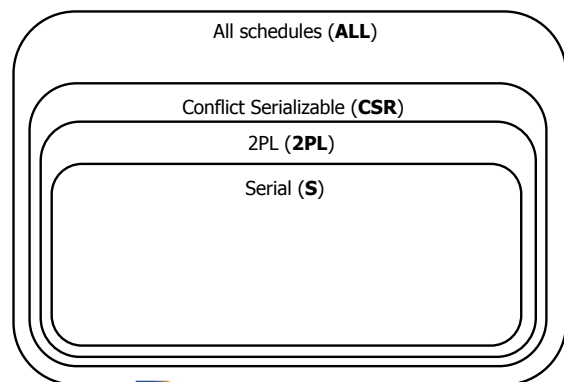 All schedules (ALL)
Conflict Serializable (CSR)
2PL (2PL)
Serial (S)